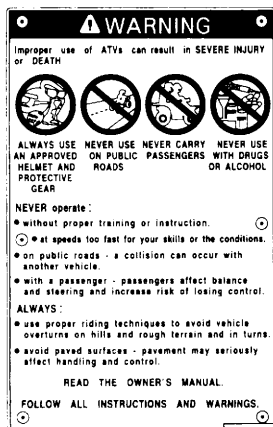 WARNING
Improper use of ATVs can result in SEVERE INJURY
or DEATH
ALWAYS USE
AN APPROVED
HELMET AND
PROTECTIVE
GEAR
NEVER USE
ON PUBLIC
ROADS
NEVER CARRY
PASSENGERS
NEVER USE
WITH DRUGS
OR ALCOHOL
NEVER operate :
• without proper training or instruction.
• at speeds too fast for your skills or the conditions.
• on public roads - a collision can occur with
another vehicle.
• with a passenger - passengers affect balance
and steering and increase risk of losing control.
ALWAYS :
• use proper riding techniques to avoid vehicle
overturns on hills and rough terrain and in turns.
• avoid paved surfaces - pavement may seriously
affect handling and control.
READ THE OWNER'S MANUAL.
FOLLOW ALL INSTRUCTIONS AND WARNINGS.